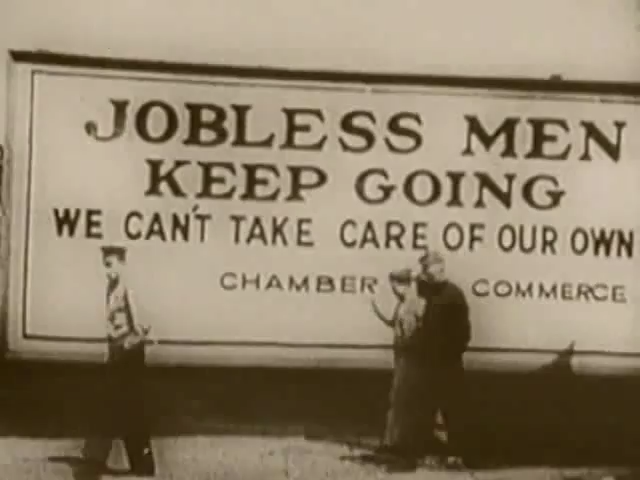 JOBLESS MEN
KEEP GOING
WE CAN'T TAKE CARE OF OUR OWN
CHAMBER COMMERCE